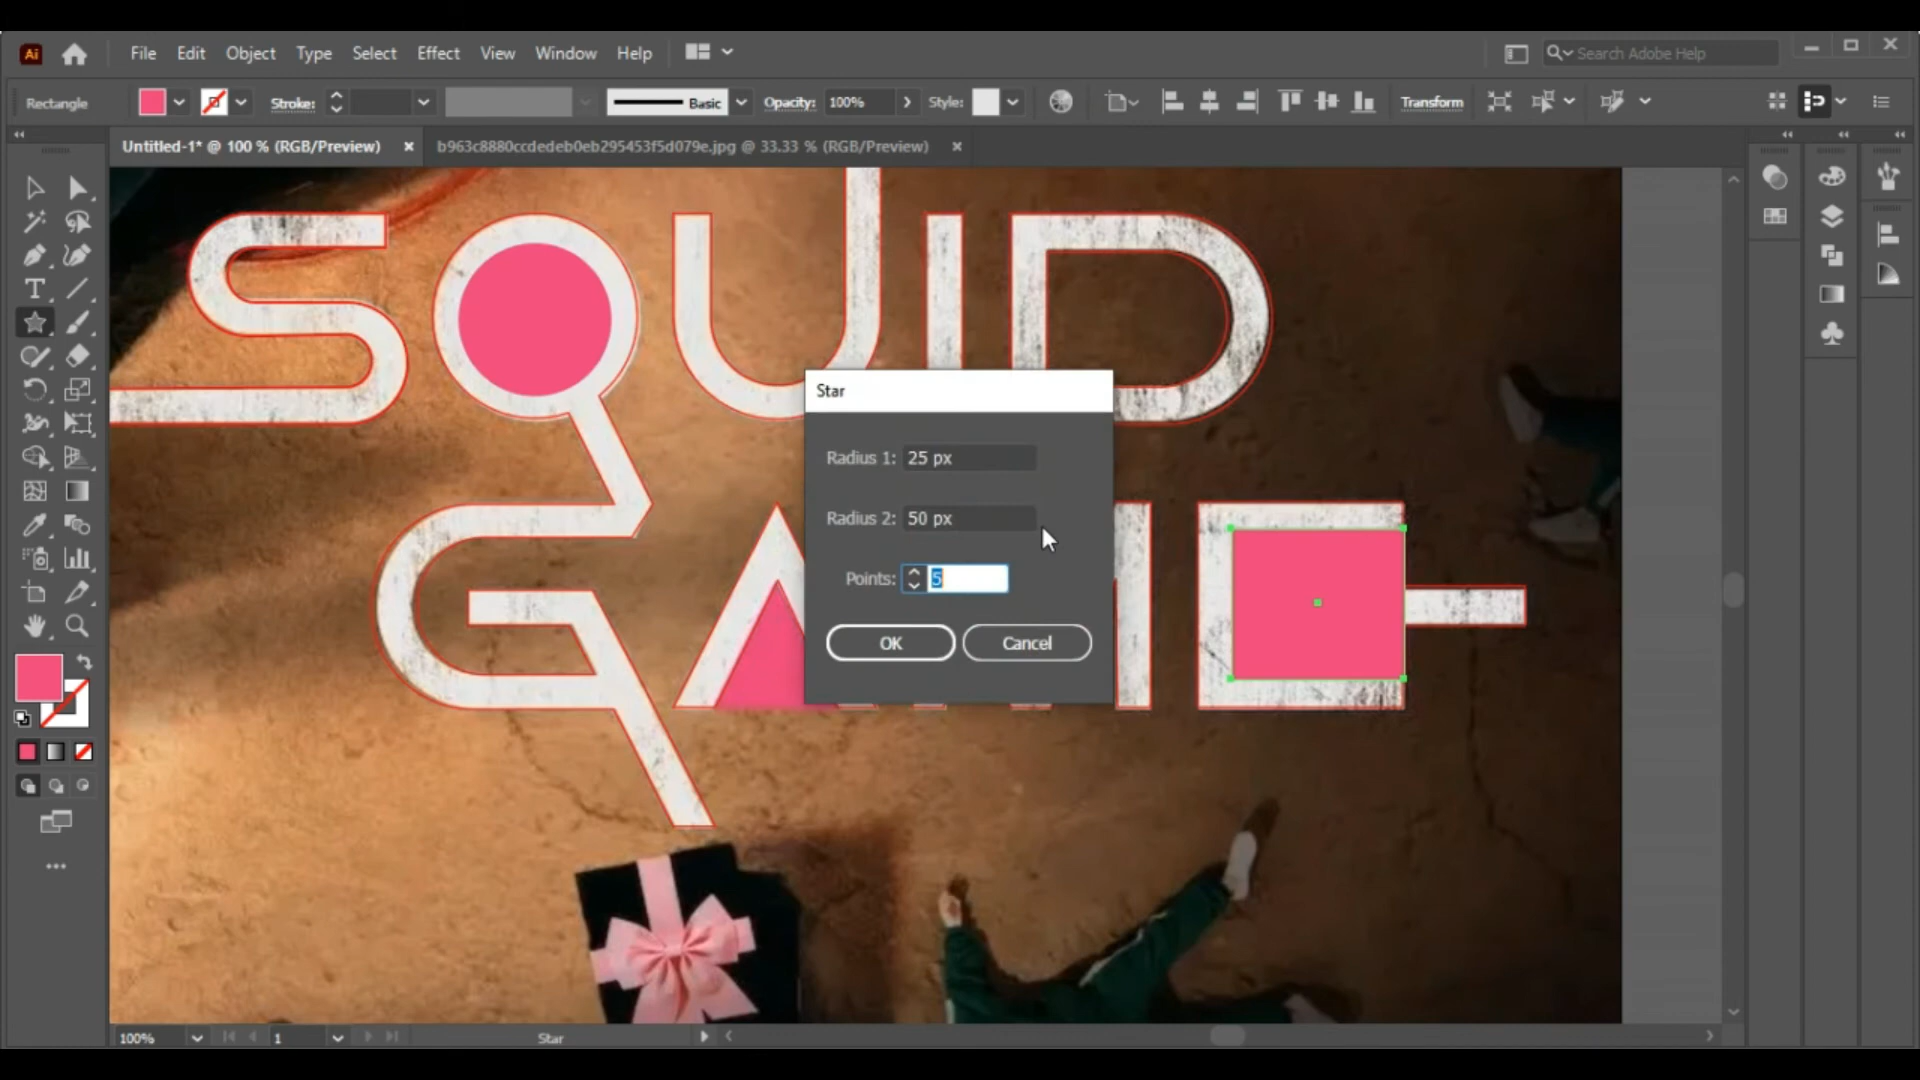 Ai File Edit Object Type Select Effect View Window Help Search Adobe Help
Rectangle Stroke: Basic Opacity: 100% Style: Transform
Untitled-1* @ 100 % (RGB/Preview) × b963c8880ccdedeb0eb295453f5d079e.jpg @ 33.33 % (RGB/Preview) ×
SQUID
GAME
Star
Radius 1: 25 px
Radius 2: 50 px
Points: 5
OK Cancel
100% 1 Star